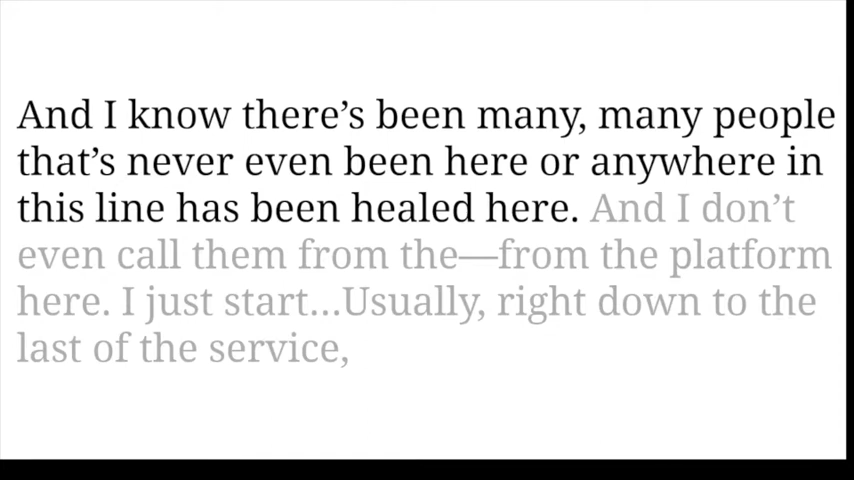 And I know there’s been many, many people
that’s never even been here or anywhere in
this line has been healed here. And I don’t
even call them from the—from the platform
here. I just start…Usually, right down to the
last of the service,